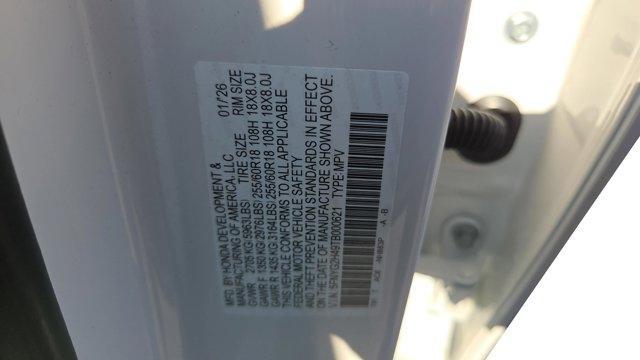 MFD. BY HONDA DEVELOPMENT &
MANUFACTURING OF AMERICA, LLC 01/'26
GVWR 2705 KG (5963LBS) TIRE SIZE RIM SIZE
GAWR F 1350 KG (2976LBS) 255/60R18 108H 18X8.0J
GAWR R 1435 KG (3164LBS) 255/60R18 108H 18X8.0J
THIS VEHICLE CONFORMS TO ALL APPLICABLE
FEDERAL MOTOR VEHICLE SAFETY
AND THEFT PREVENTION STANDARDS IN EFFECT
ON THE DATE OF MANUFACTURE SHOWN ABOVE.
V.I.N. 5FNYG2H49TB000621 TYPE:MPV
-A -B